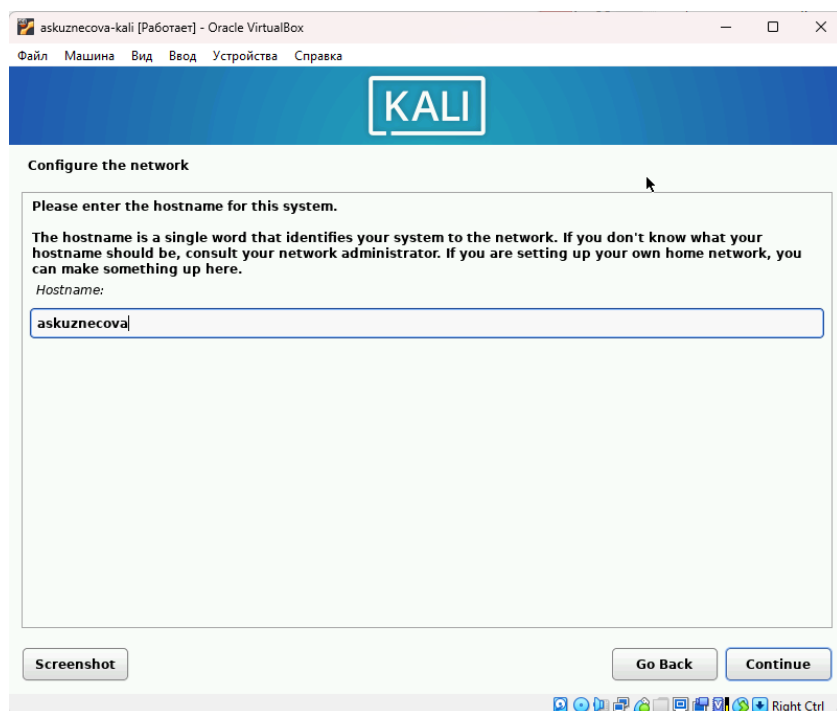 askuznecova-kali [Работает] - Oracle VirtualBox
Файл Машина Вид Ввод Устройства Справка
KALI
Configure the network
Please enter the hostname for this system.
The hostname is a single word that identifies your system to the network. If you don't know what your
hostname should be, consult your network administrator. If you are setting up your own home network, you
can make something up here.
Hostname:
askuznecova
Screenshot Go Back Continue
Right Ctrl